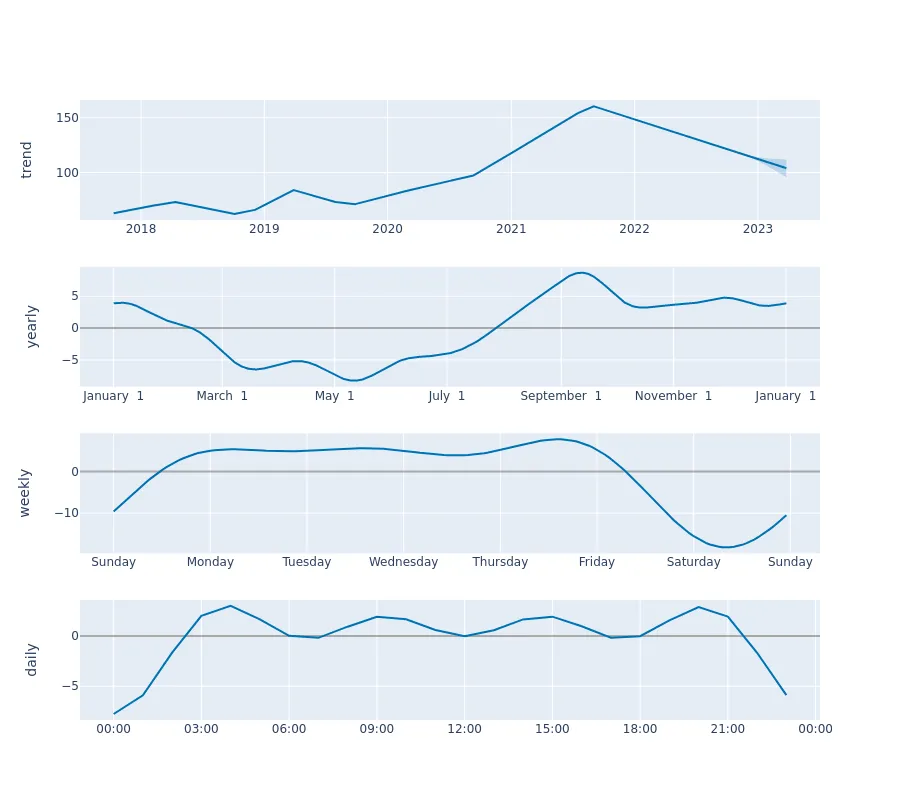 trend
150
100
2018 2019 2020 2021 2022 2023
yearly
5
0
−5
January 1 March 1 May 1 July 1 September 1 November 1 January 1
weekly
0
−10
Sunday Monday Tuesday Wednesday Thursday Friday Saturday Sunday
daily
0
−5
00:00 03:00 06:00 09:00 12:00 15:00 18:00 21:00 00:00